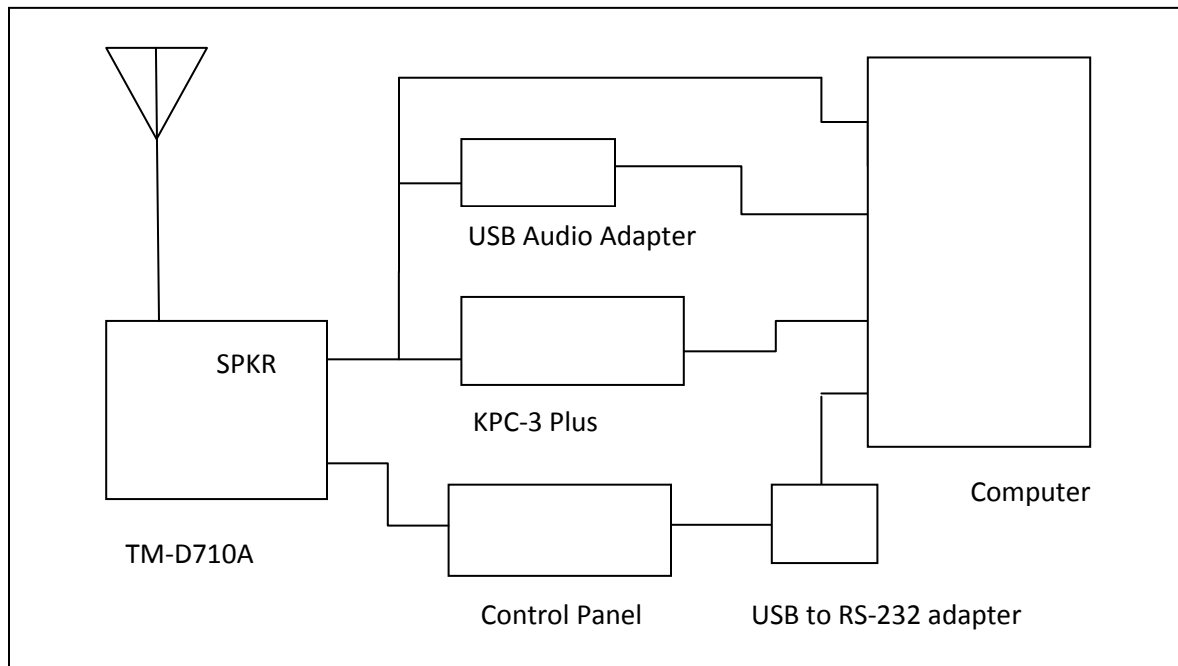 USB Audio Adapter
SPKR
KPC-3 Plus
Computer
TM-D710A
Control Panel
USB to RS-232 adapter